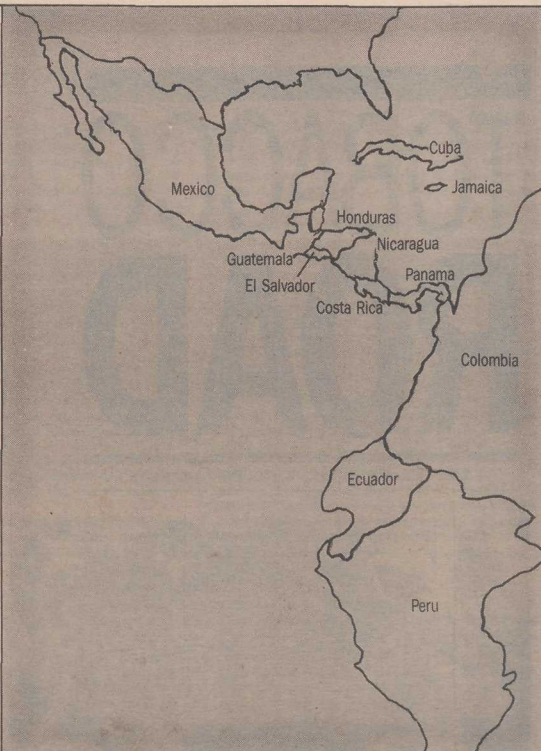 Cuba
Mexico
Jamaica
Honduras
Nicaragua
Guatemala
Panama
El Salvador
Costa Rica
Colombia
Ecuador
Peru